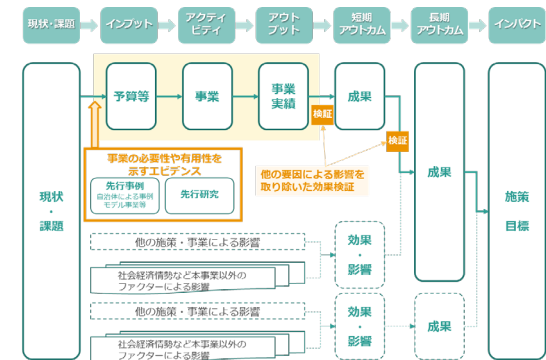 現状・課題
インプット
アクティ
ビティ
アウト
プット
短期
アウトカム
長期
アウトカム
インパクト
現状
・
課題
予算等
事業
事業
実績
成果
検証
検証
成果
施策
目標
事業の必要性や有用性を
示すエビデンス
先行事例
自治体による事例
モデル事業等
先行研究
他の要因による影響を
取り除いた効果検証
他の施策・事業による影響
効果
・
影響
社会経済情勢など本事業以外の
ファクターによる影響
他の施策・事業による影響
効果
・
影響
成果
社会経済情勢など本事業以外の
ファクターによる影響